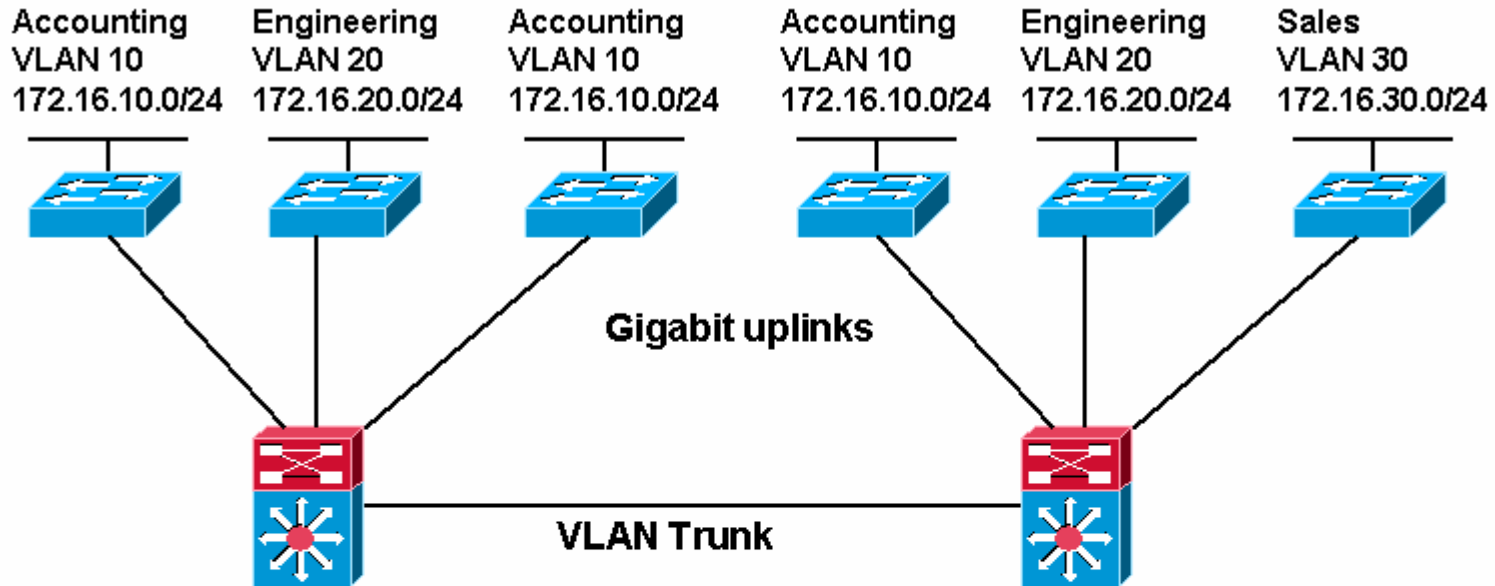 Accounting
VLAN 10
172.16.10.0/24
Engineering
VLAN 20
172.16.20.0/24
Accounting
VLAN 10
172.16.10.0/24
Accounting
VLAN 10
172.16.10.0/24
Engineering
VLAN 20
172.16.20.0/24
Sales
VLAN 30
172.16.30.0/24
Gigabit uplinks
VLAN Trunk